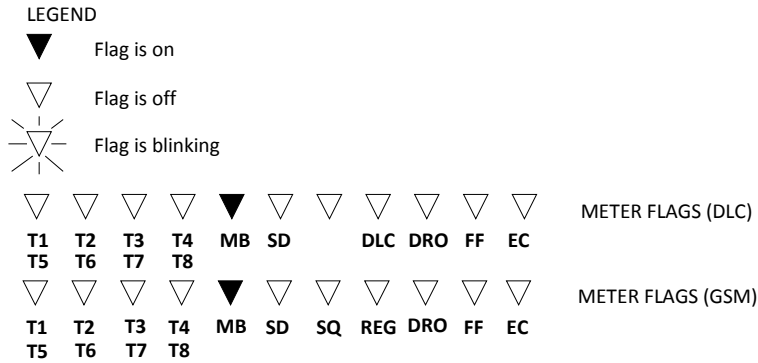 LEGEND
Flag is on
Flag is off
Flag is blinking
METER FLAGS (DLC)
T1 T2 T3 T4 MB SD DLC DRO FF EC
T5 T6 T7 T8
METER FLAGS (GSM)
T1 T2 T3 T4 MB SD SQ REG DRO FF EC
T5 T6 T7 T8